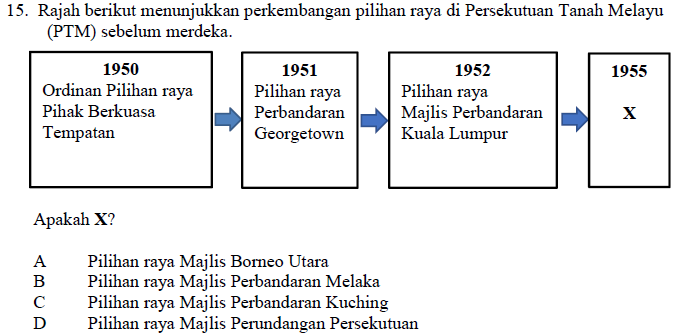 15. Rajah berikut menunjukkan perkembangan pilihan raya di Persekutuan Tanah Melayu
(PTM) sebelum merdeka.
1950
Ordinan Pilihan raya
Pihak Berkuasa
Tempatan
1951
Pilihan raya
Perbandaran
Georgetown
1952
Pilihan raya
Majlis Perbandaran
Kuala Lumpur
1955
X
Apakah X?
A Pilihan raya Majlis Borneo Utara
B Pilihan raya Majlis Perbandaran Melaka
C Pilihan raya Majlis Perbandaran Kuching
D Pilihan raya Majlis Perundangan Persekutuan